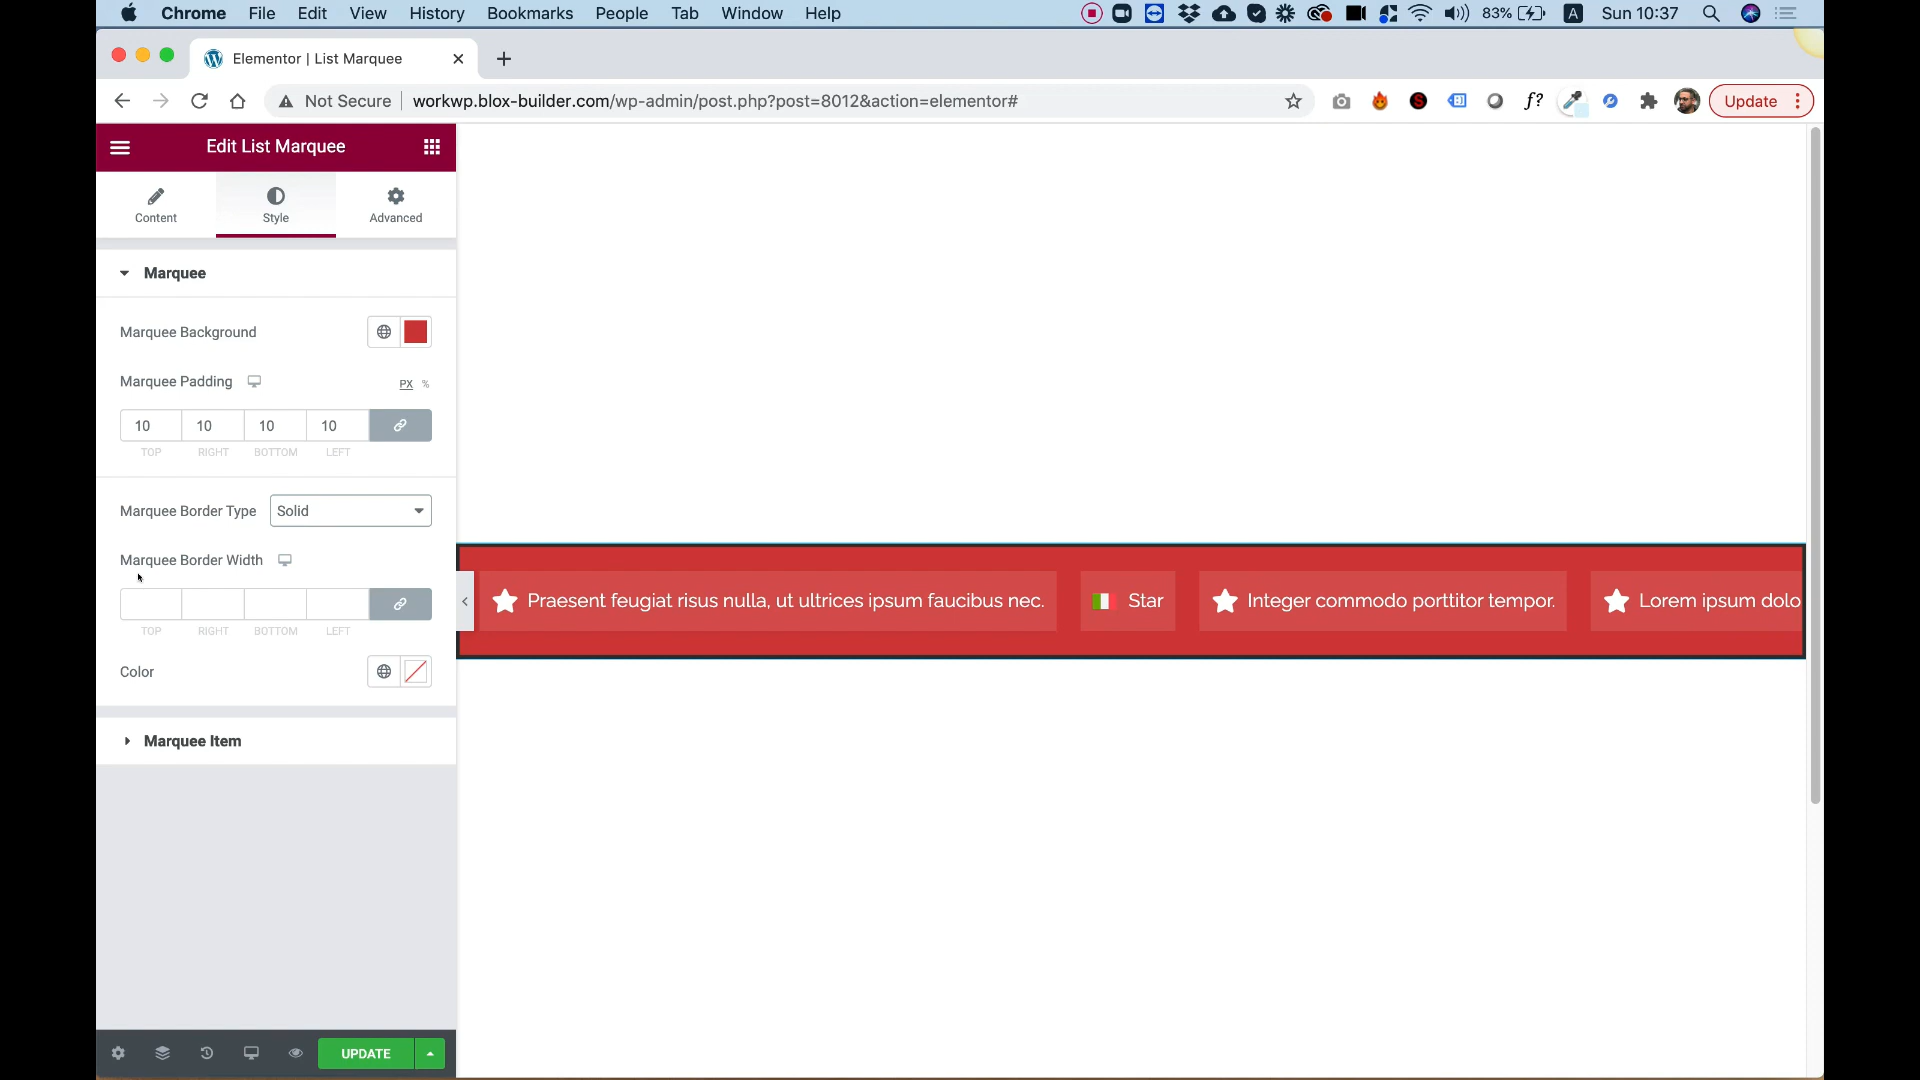 Chrome File Edit View History Bookmarks People Tab Window Help 83% A Sun 10:37
Elementor | List Marquee
Not Secure workwp.blox-builder.com/wp-admin/post.php?post=8012&action=elementor# S f? Update
Edit List Marquee
Content Style Advanced
Marquee
Marquee Background
Marquee Padding PX %
10 10 10 10
TOP RIGHT BOTTOM LEFT
Marquee Border Type Solid
Marquee Border Width
TOP RIGHT BOTTOM LEFT
Color
Marquee Item
UPDATE
Praesent feugiat risus nulla, ut ultrices ipsum faucibus nec. Star Integer commodo porttitor tempor. Lorem ipsum dolo